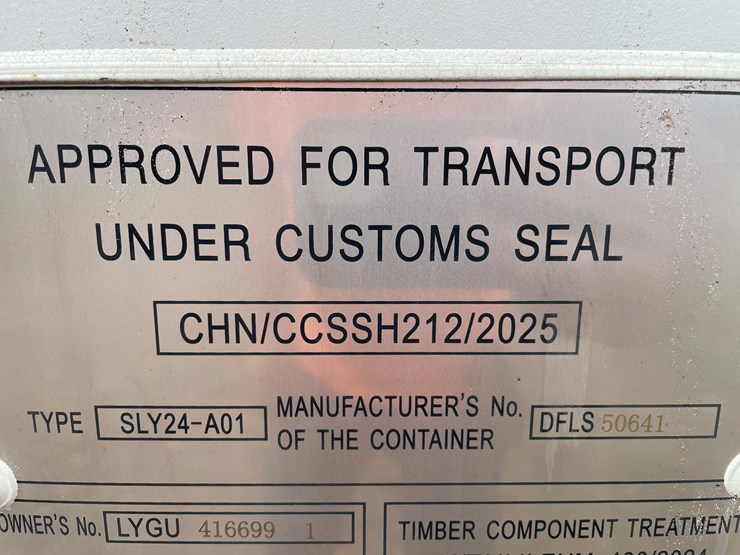 APPROVED FOR TRANSPORT
UNDER CUSTOMS SEAL
CHN/CCSSH212/2025
TYPE SLY24-A01 MANUFACTURER'S No. OF THE CONTAINER DFLS 50641
OWNER'S No. LYGU 416699 1
TIMBER COMPONENT TREATMENT